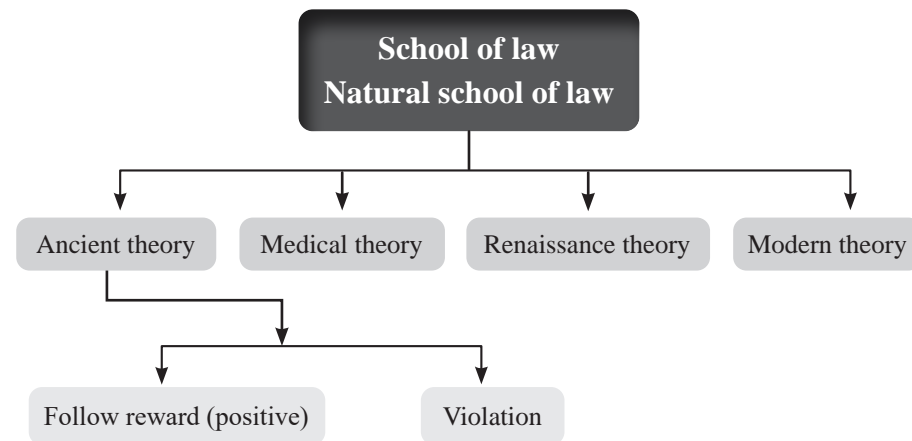 School of law
Natural school of law
Ancient theory
Medical theory
Renaissance theory
Modern theory
Follow reward (positive)
Violation